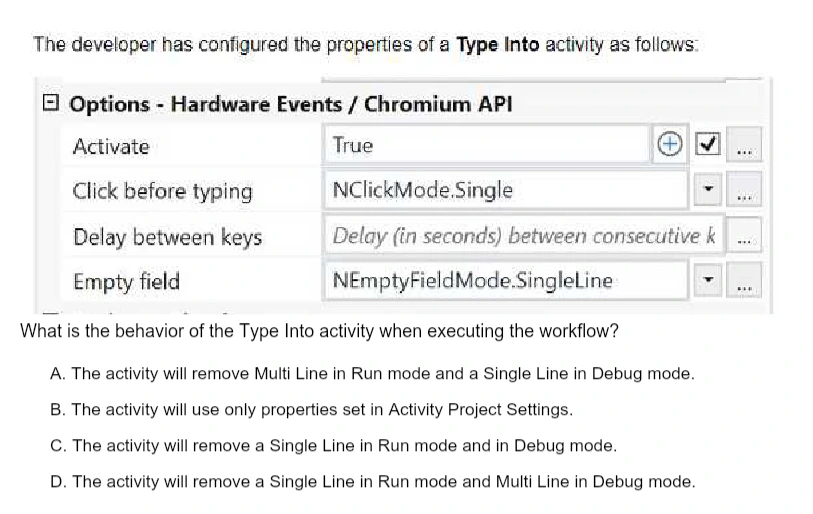 The developer has configured the properties of a Type Into activity as follows:
Options - Hardware Events / Chromium API
Activate True ...
Click before typing NClickMode.Single ...
Delay between keys Delay (in seconds) between consecutive k ...
Empty field NEmptyFieldMode.SingleLine ...
What is the behavior of the Type Into activity when executing the workflow?
A. The activity will remove Multi Line in Run mode and a Single Line in Debug mode.
B. The activity will use only properties set in Activity Project Settings.
C. The activity will remove a Single Line in Run mode and in Debug mode.
D. The activity will remove a Single Line in Run mode and Multi Line in Debug mode.